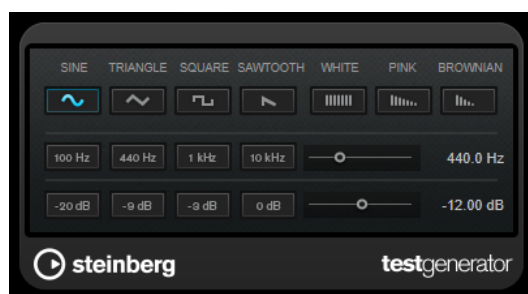 SINE TRIANGLE SQUARE SAWTOOTH WHITE PINK BROWNIAN
100 Hz 440 Hz 1 kHz 10 kHz 440.0 Hz
-20 dB -9 dB -3 dB 0 dB -12.00 dB
steinberg testgenerator